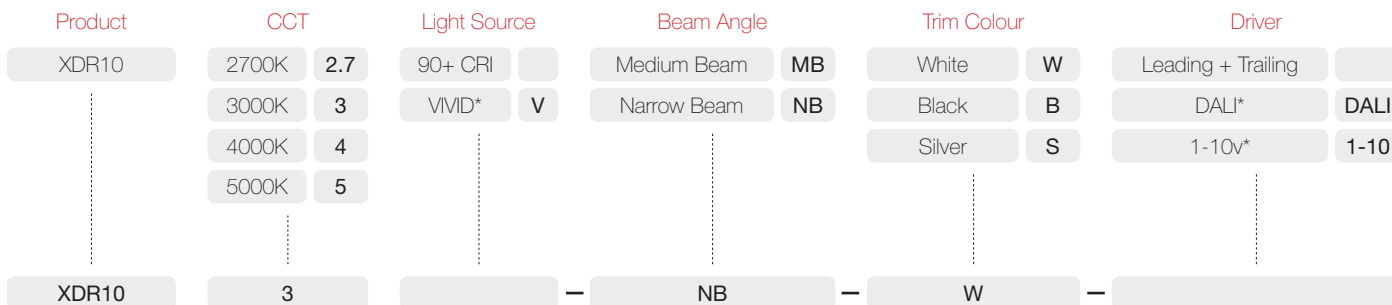 Product CCT Light Source Beam Angle Trim Colour Driver
XDR10 2700K 2.7 90+ CRI Medium Beam MB White W Leading + Trailing
3000K 3 VIVID* V Narrow Beam NB Black B DALI* DALI
4000K 4 Silver S 1-10v* 1-10
5000K 5
XDR10 3 – NB – W –